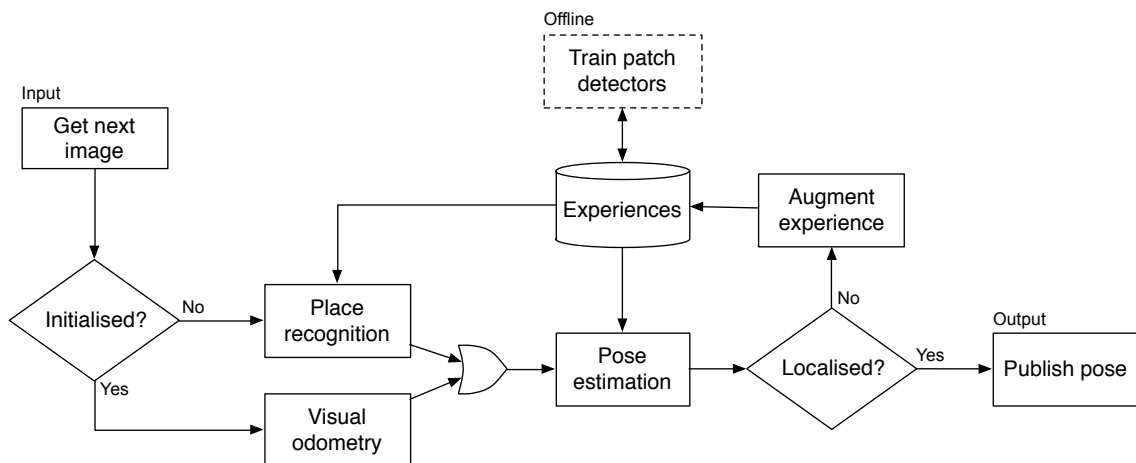 Offline
Train patch
detectors
Input
Get next
image
Experiences
Augment
experience
Initialised?
No
Yes
Place
recognition
Visual
odometry
Pose
estimation
No
Localised?
Yes
Output
Publish pose